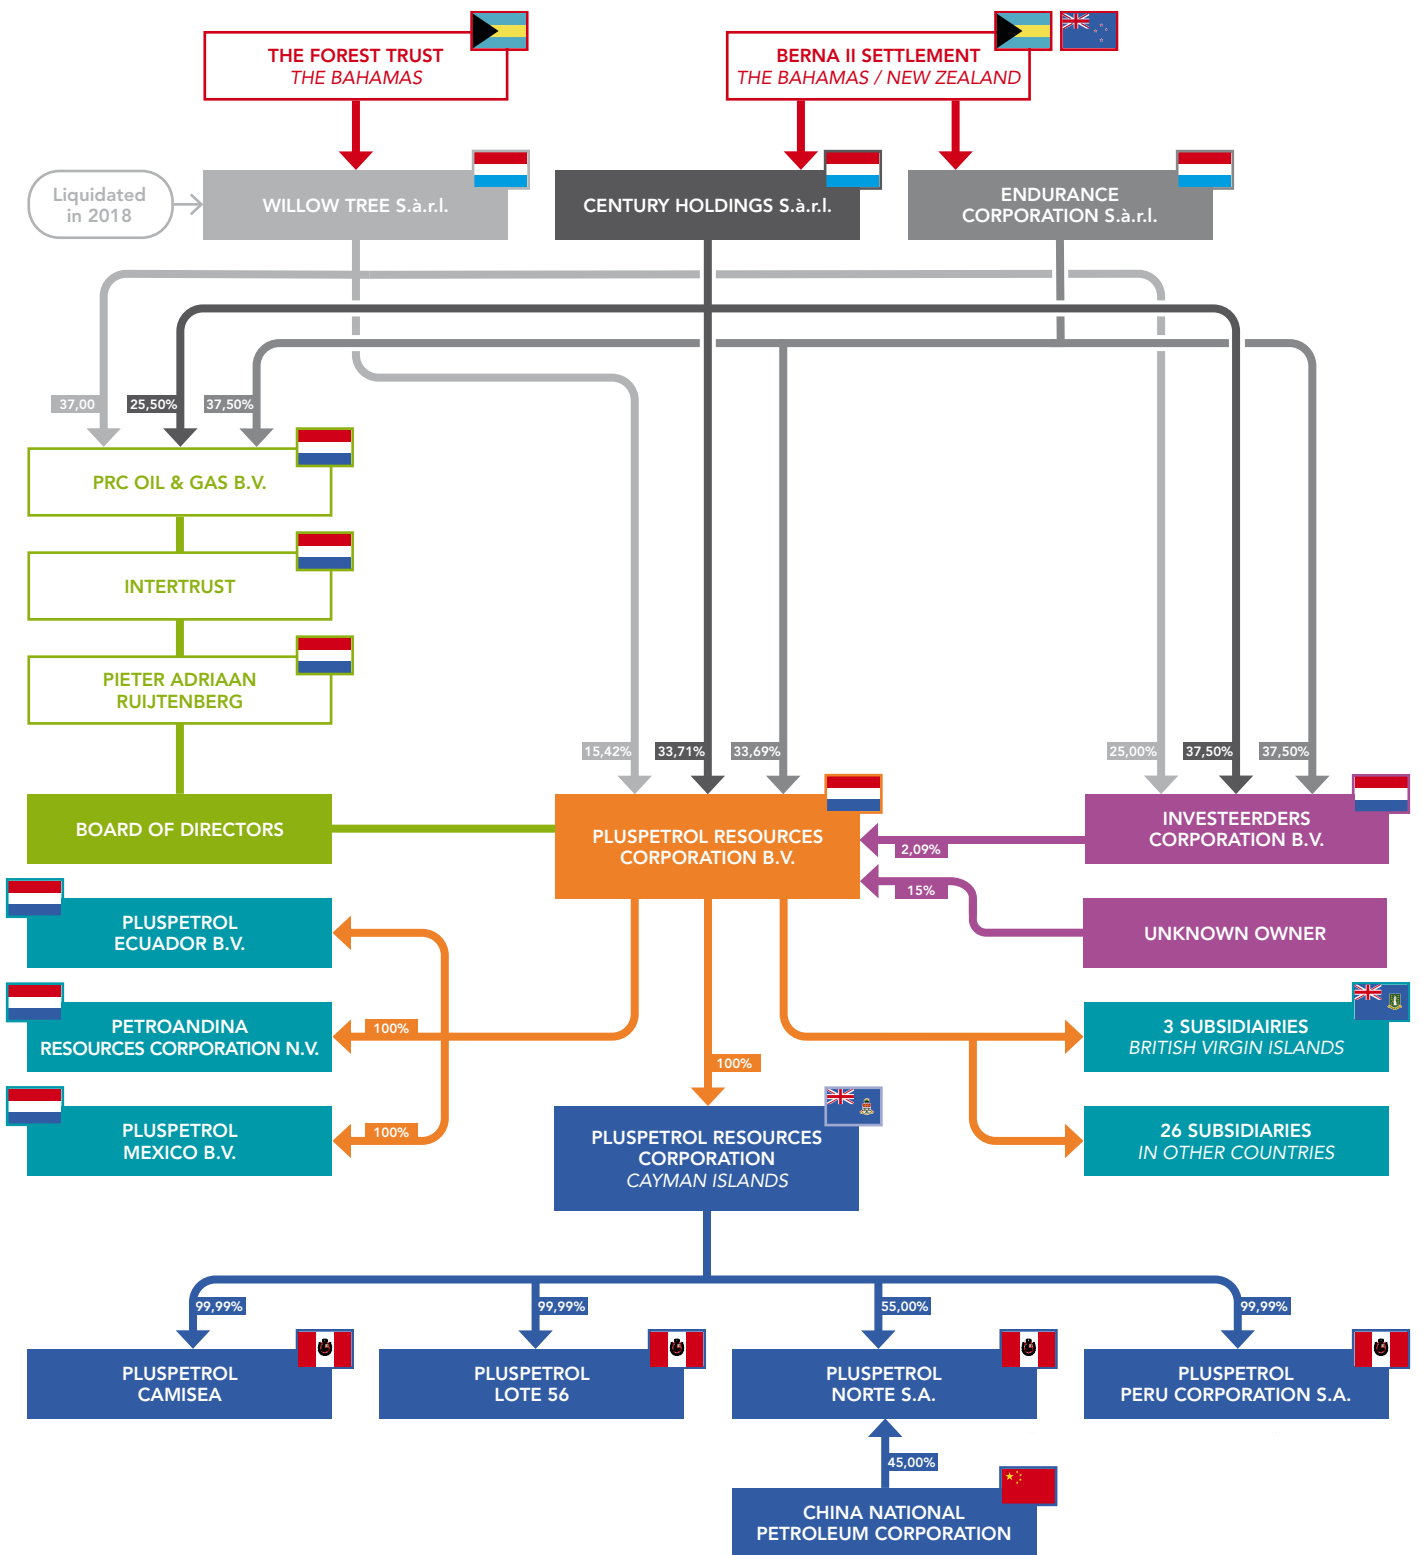 THE FOREST TRUST
THE BAHAMAS
BERNA II SETTLEMENT
THE BAHAMAS / NEW ZEALAND
Liquidated
in 2018
WILLOW TREE S.à.r.l.
CENTURY HOLDINGS S.à.r.l.
ENDURANCE
CORPORATION S.à.r.l.
37,00
25,50%
37,50%
PRC OIL & GAS B.V.
INTERTRUST
PIETER ADRIAAN
RUIJTENBERG
15,42%
33,71%
33,69%
25,00%
37,50%
37,50%
BOARD OF DIRECTORS
PLUSPETROL RESOURCES
CORPORATION B.V.
INVESTEERDERS
CORPORATION B.V.
2,09%
15%
UNKNOWN OWNER
PLUSPETROL
ECUADOR B.V.
PETROANDINA
RESOURCES CORPORATION N.V.
100%
3 SUBSIDIAIRIES
BRITISH VIRGIN ISLANDS
100%
PLUSPETROL
MEXICO B.V.
100%
PLUSPETROL RESOURCES
CORPORATION
CAYMAN ISLANDS
26 SUBSIDIARIES
IN OTHER COUNTRIES
99,99%
99,99%
55,00%
99,99%
PLUSPETROL
CAMISEA
PLUSPETROL
LOTE 56
PLUSPETROL
NORTE S.A.
PLUSPETROL
PERU CORPORATION S.A.
45,00%
CHINA NATIONAL
PETROLEUM CORPORATION